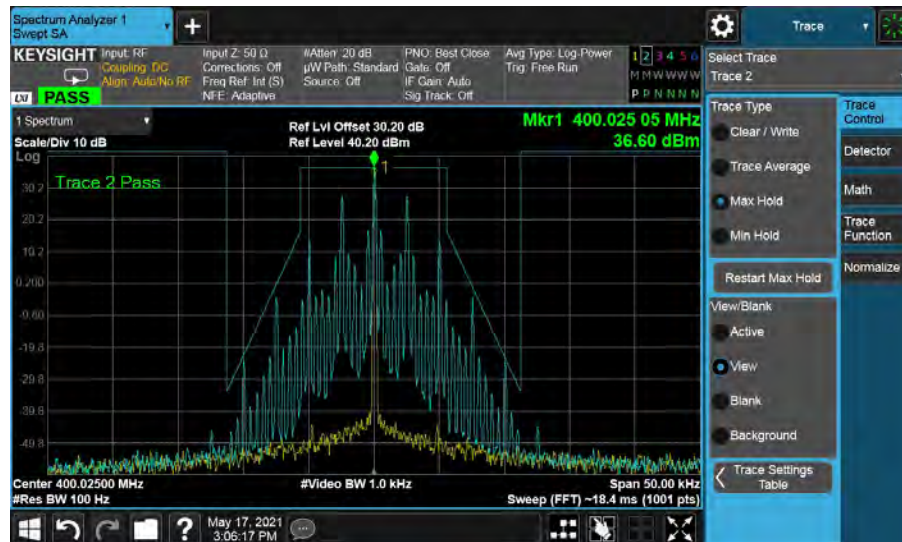 Spectrum Analyzer 1
Swept SA
Trace
KEYSIGHT
Input: RF
Coupling: DC
Align: Auto/No RF
Input Z: 50 Ω
Corrections: Off
Freq Ref: Int (S)
NFE: Adaptive
#Atten: 20 dB
µW Path: Standard
Source: Off
PNO: Best Close
Gate: Off
IF Gain: Auto
Sig Track: Off
Avg Type: Log-Power
Trig: Free Run
1 2 3 4 5 6
M M W W W W
P P N N N N
LXI PASS
Select Trace
Trace 2
1 Spectrum
Scale/Div 10 dB
Log
Ref Lvl Offset 30.20 dB
Ref Level 40.20 dBm
Mkr1 400.025 05 MHz
36.60 dBm
Trace 2 Pass
1
30.2
20.2
10.2
0.200
-9.80
-19.8
-29.8
-39.8
-49.8
Center 400.02500 MHz
#Res BW 100 Hz
#Video BW 1.0 kHz
Span 50.00 kHz
Sweep (FFT) ~18.4 ms (1001 pts)
Trace Type
Clear / Write
Trace Average
Max Hold
Min Hold
Restart Max Hold
View/Blank
Active
View
Blank
Background
Trace Settings
Table
Trace
Control
Detector
Math
Trace
Function
Normalize
?
May 17, 2021
3:06:17 PM